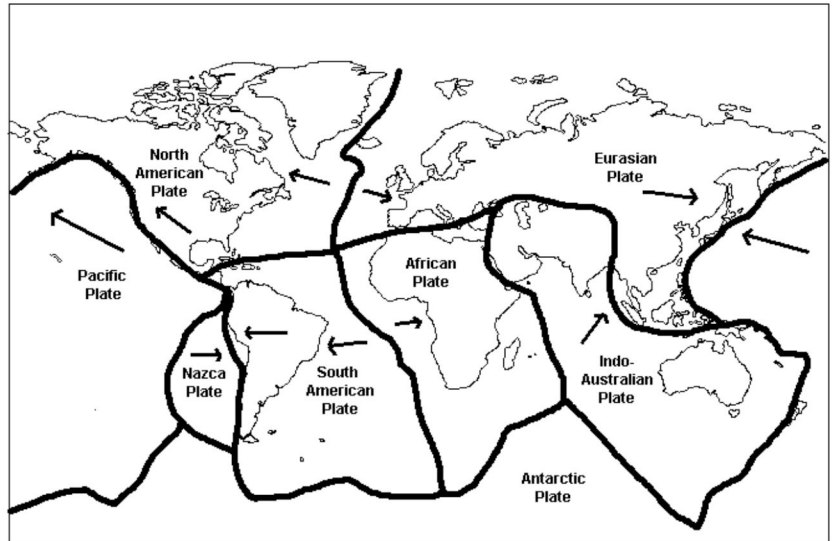 North
American
Plate
Eurasian
Plate
Pacific
Plate
African
Plate
Nazca
Plate
South
American
Plate
Indo-
Australian
Plate
Antarctic
Plate